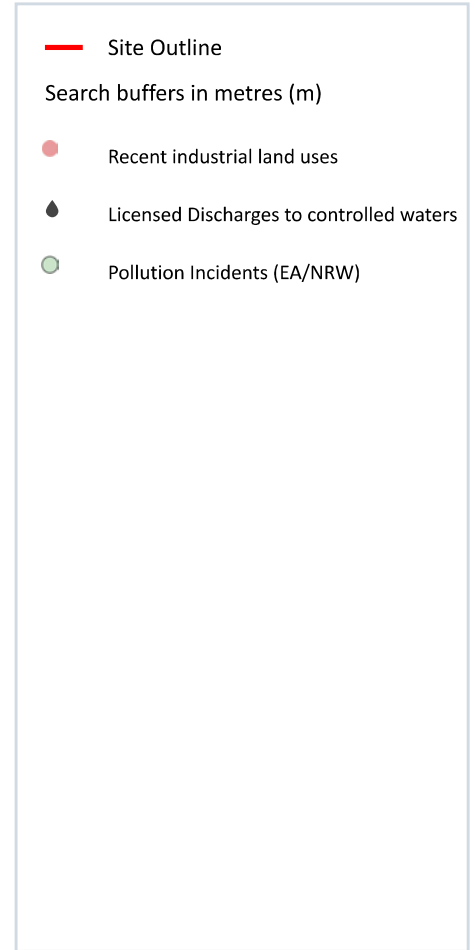 Site Outline
Search buffers in metres (m)
Recent industrial land uses
Licensed Discharges to controlled waters
Pollution Incidents (EA/NRW)